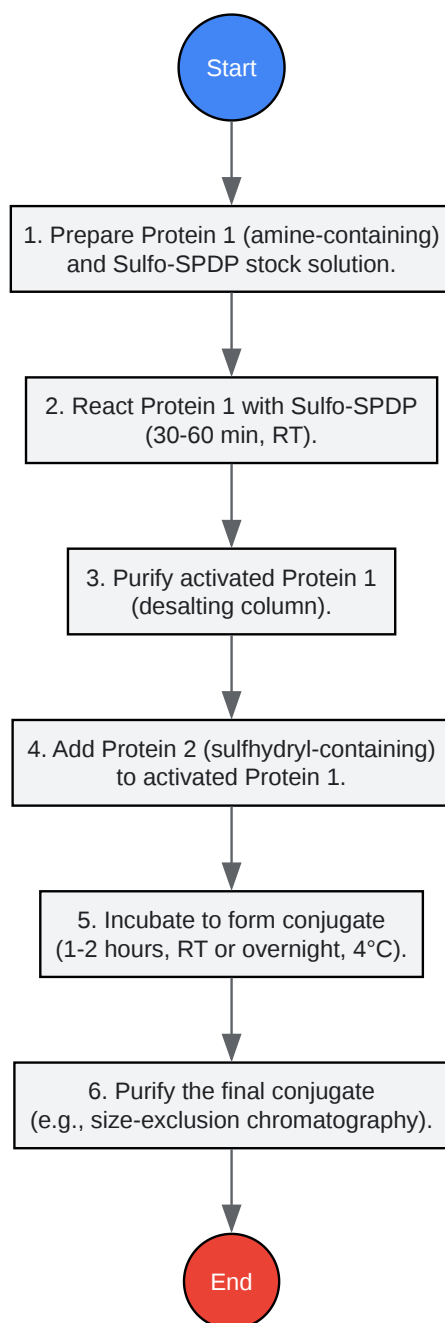 Start
1. Prepare Protein 1 (amine-containing)
and Sulfo-SPDP stock solution.
2. React Protein 1 with Sulfo-SPDP
(30-60 min, RT).
3. Purify activated Protein 1
(desalting column).
4. Add Protein 2 (sulfhydryl-containing)
to activated Protein 1.
5. Incubate to form conjugate
(1-2 hours, RT or overnight, 4°C).
6. Purify the final conjugate
(e.g., size-exclusion chromatography).
End